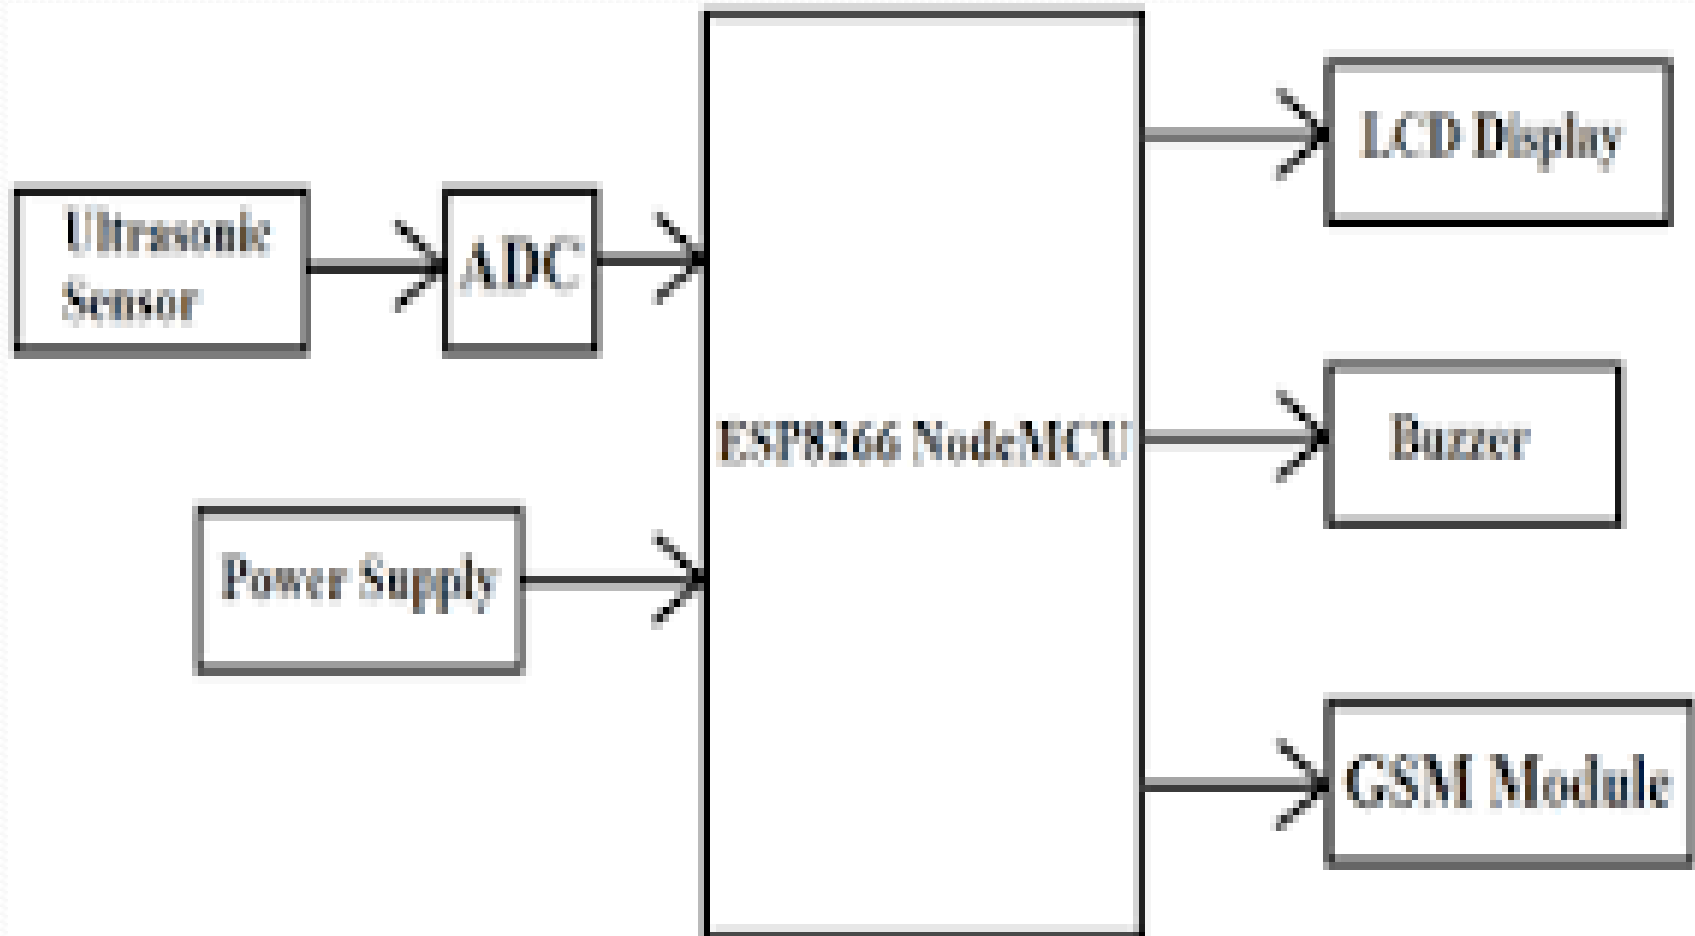 LCD Display
Ultrasonic
Sensor
ADC
ESP8266 NodeMCU
Buzzer
Power Supply
GSM Module